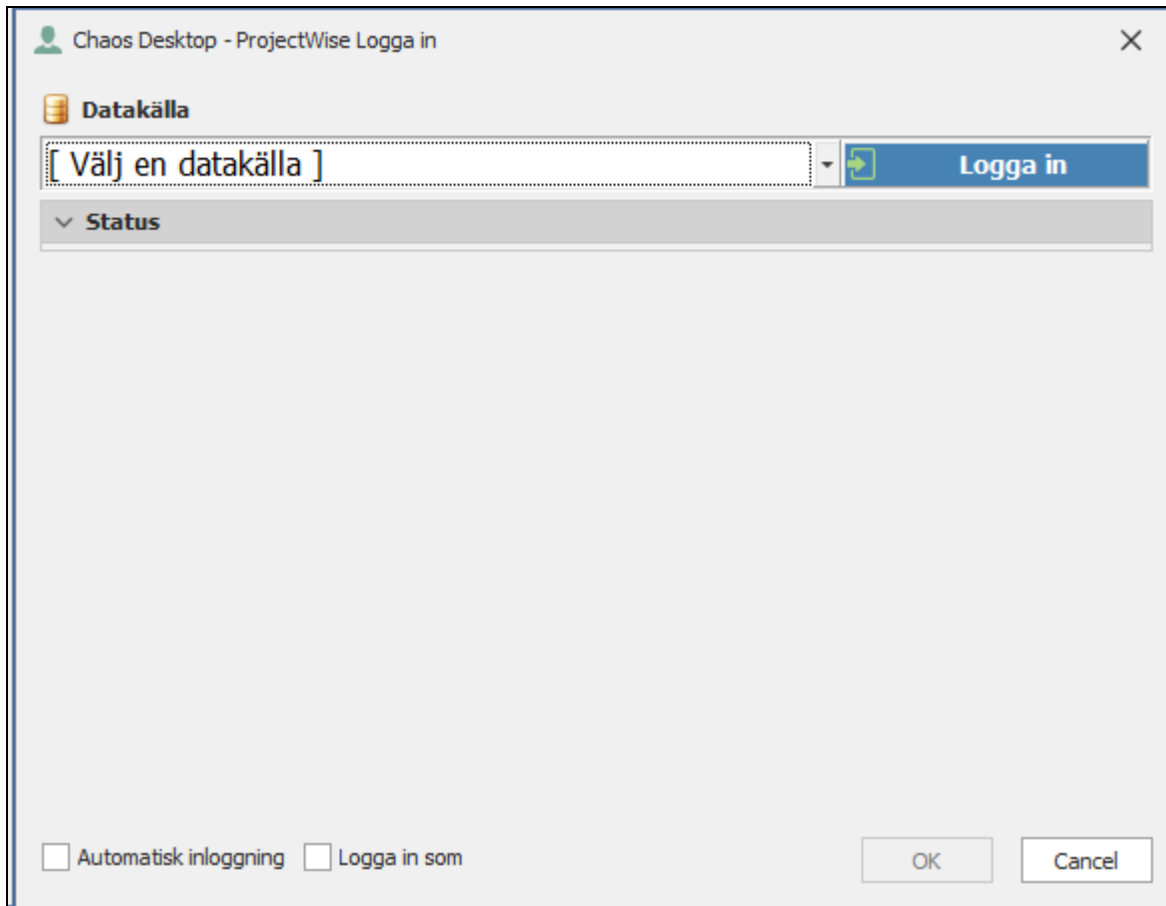 Chaos Desktop - ProjectWise Logga in
Datakälla
[ Välj en datakälla ]
Logga in
Status
Automatisk inloggning
Logga in som
OK
Cancel